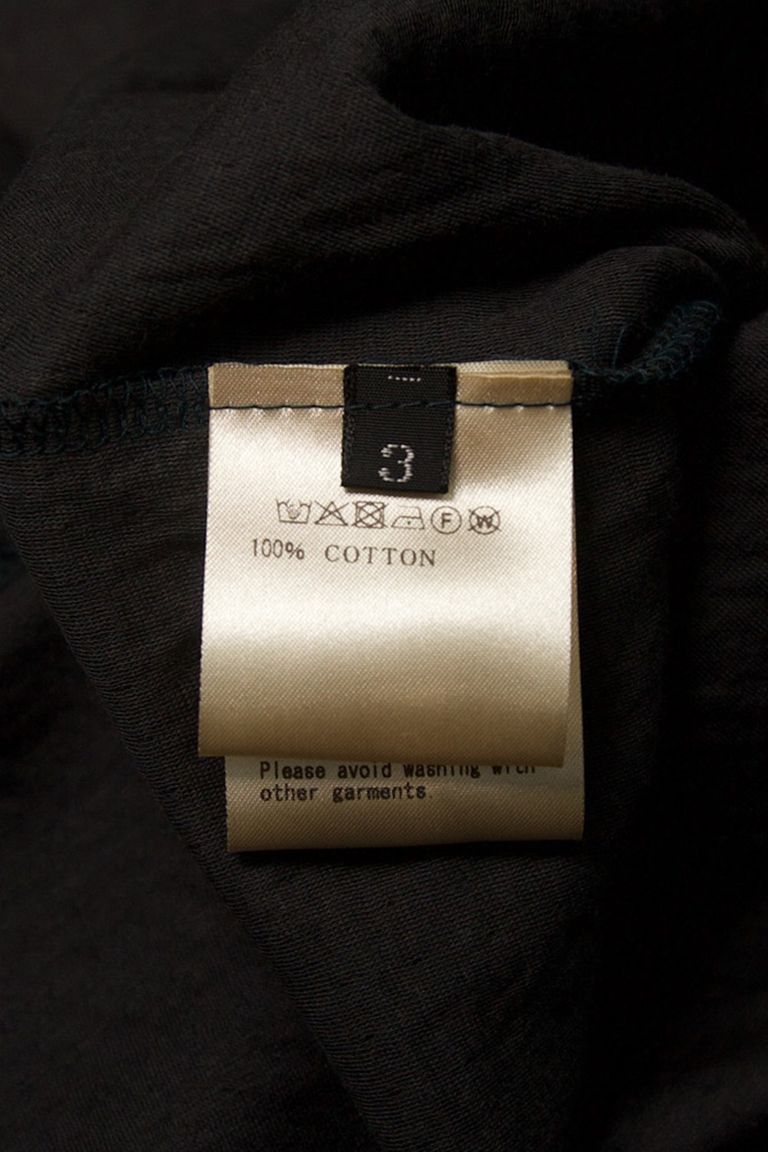 3
F W
100% COTTON
Please avoid washing with
other garments.